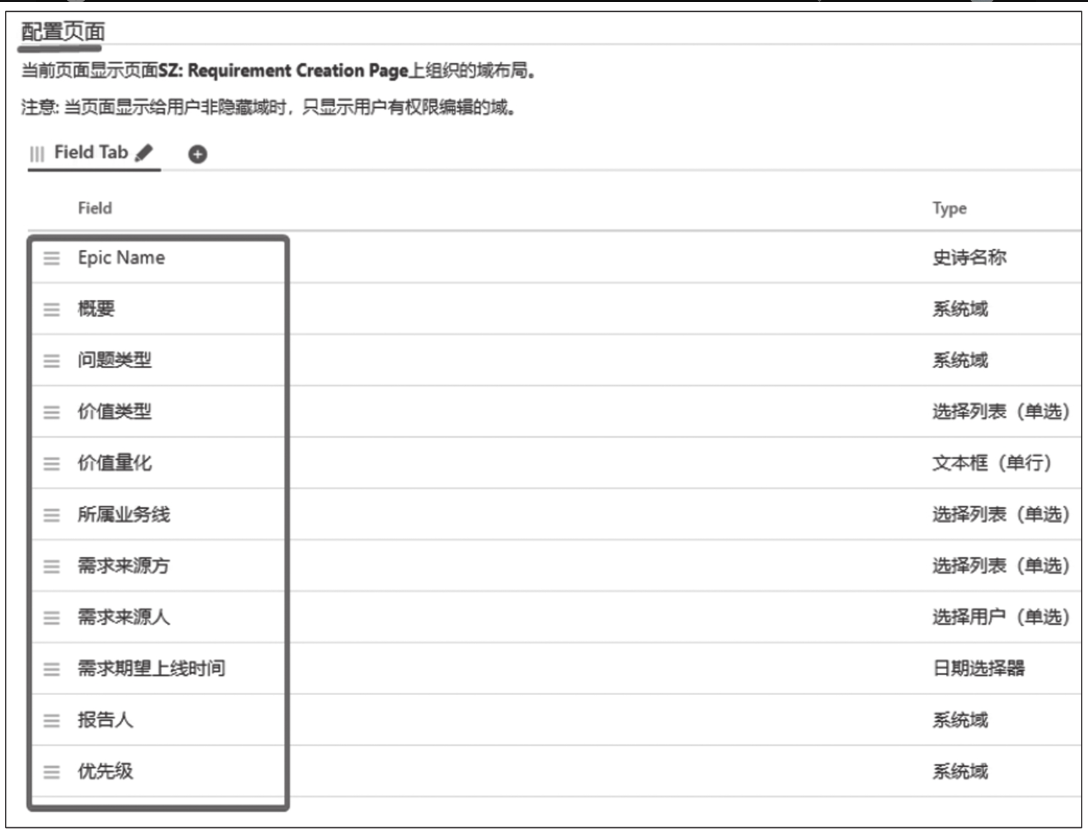 配置页面
当前页面显示页面SZ: Requirement Creation Page上组织的域布局。
注意: 当页面显示给用户非隐藏域时，只显示用户有权限编辑的域。
Field Tab
Field Type
Epic Name 史诗名称
概要 系统域
问题类型 系统域
价值类型 选择列表（单选）
价值量化 文本框（单行）
所属业务线 选择列表（单选）
需求来源方 选择列表（单选）
需求来源人 选择用户（单选）
需求期望上线时间 日期选择器
报告人 系统域
优先级 系统域